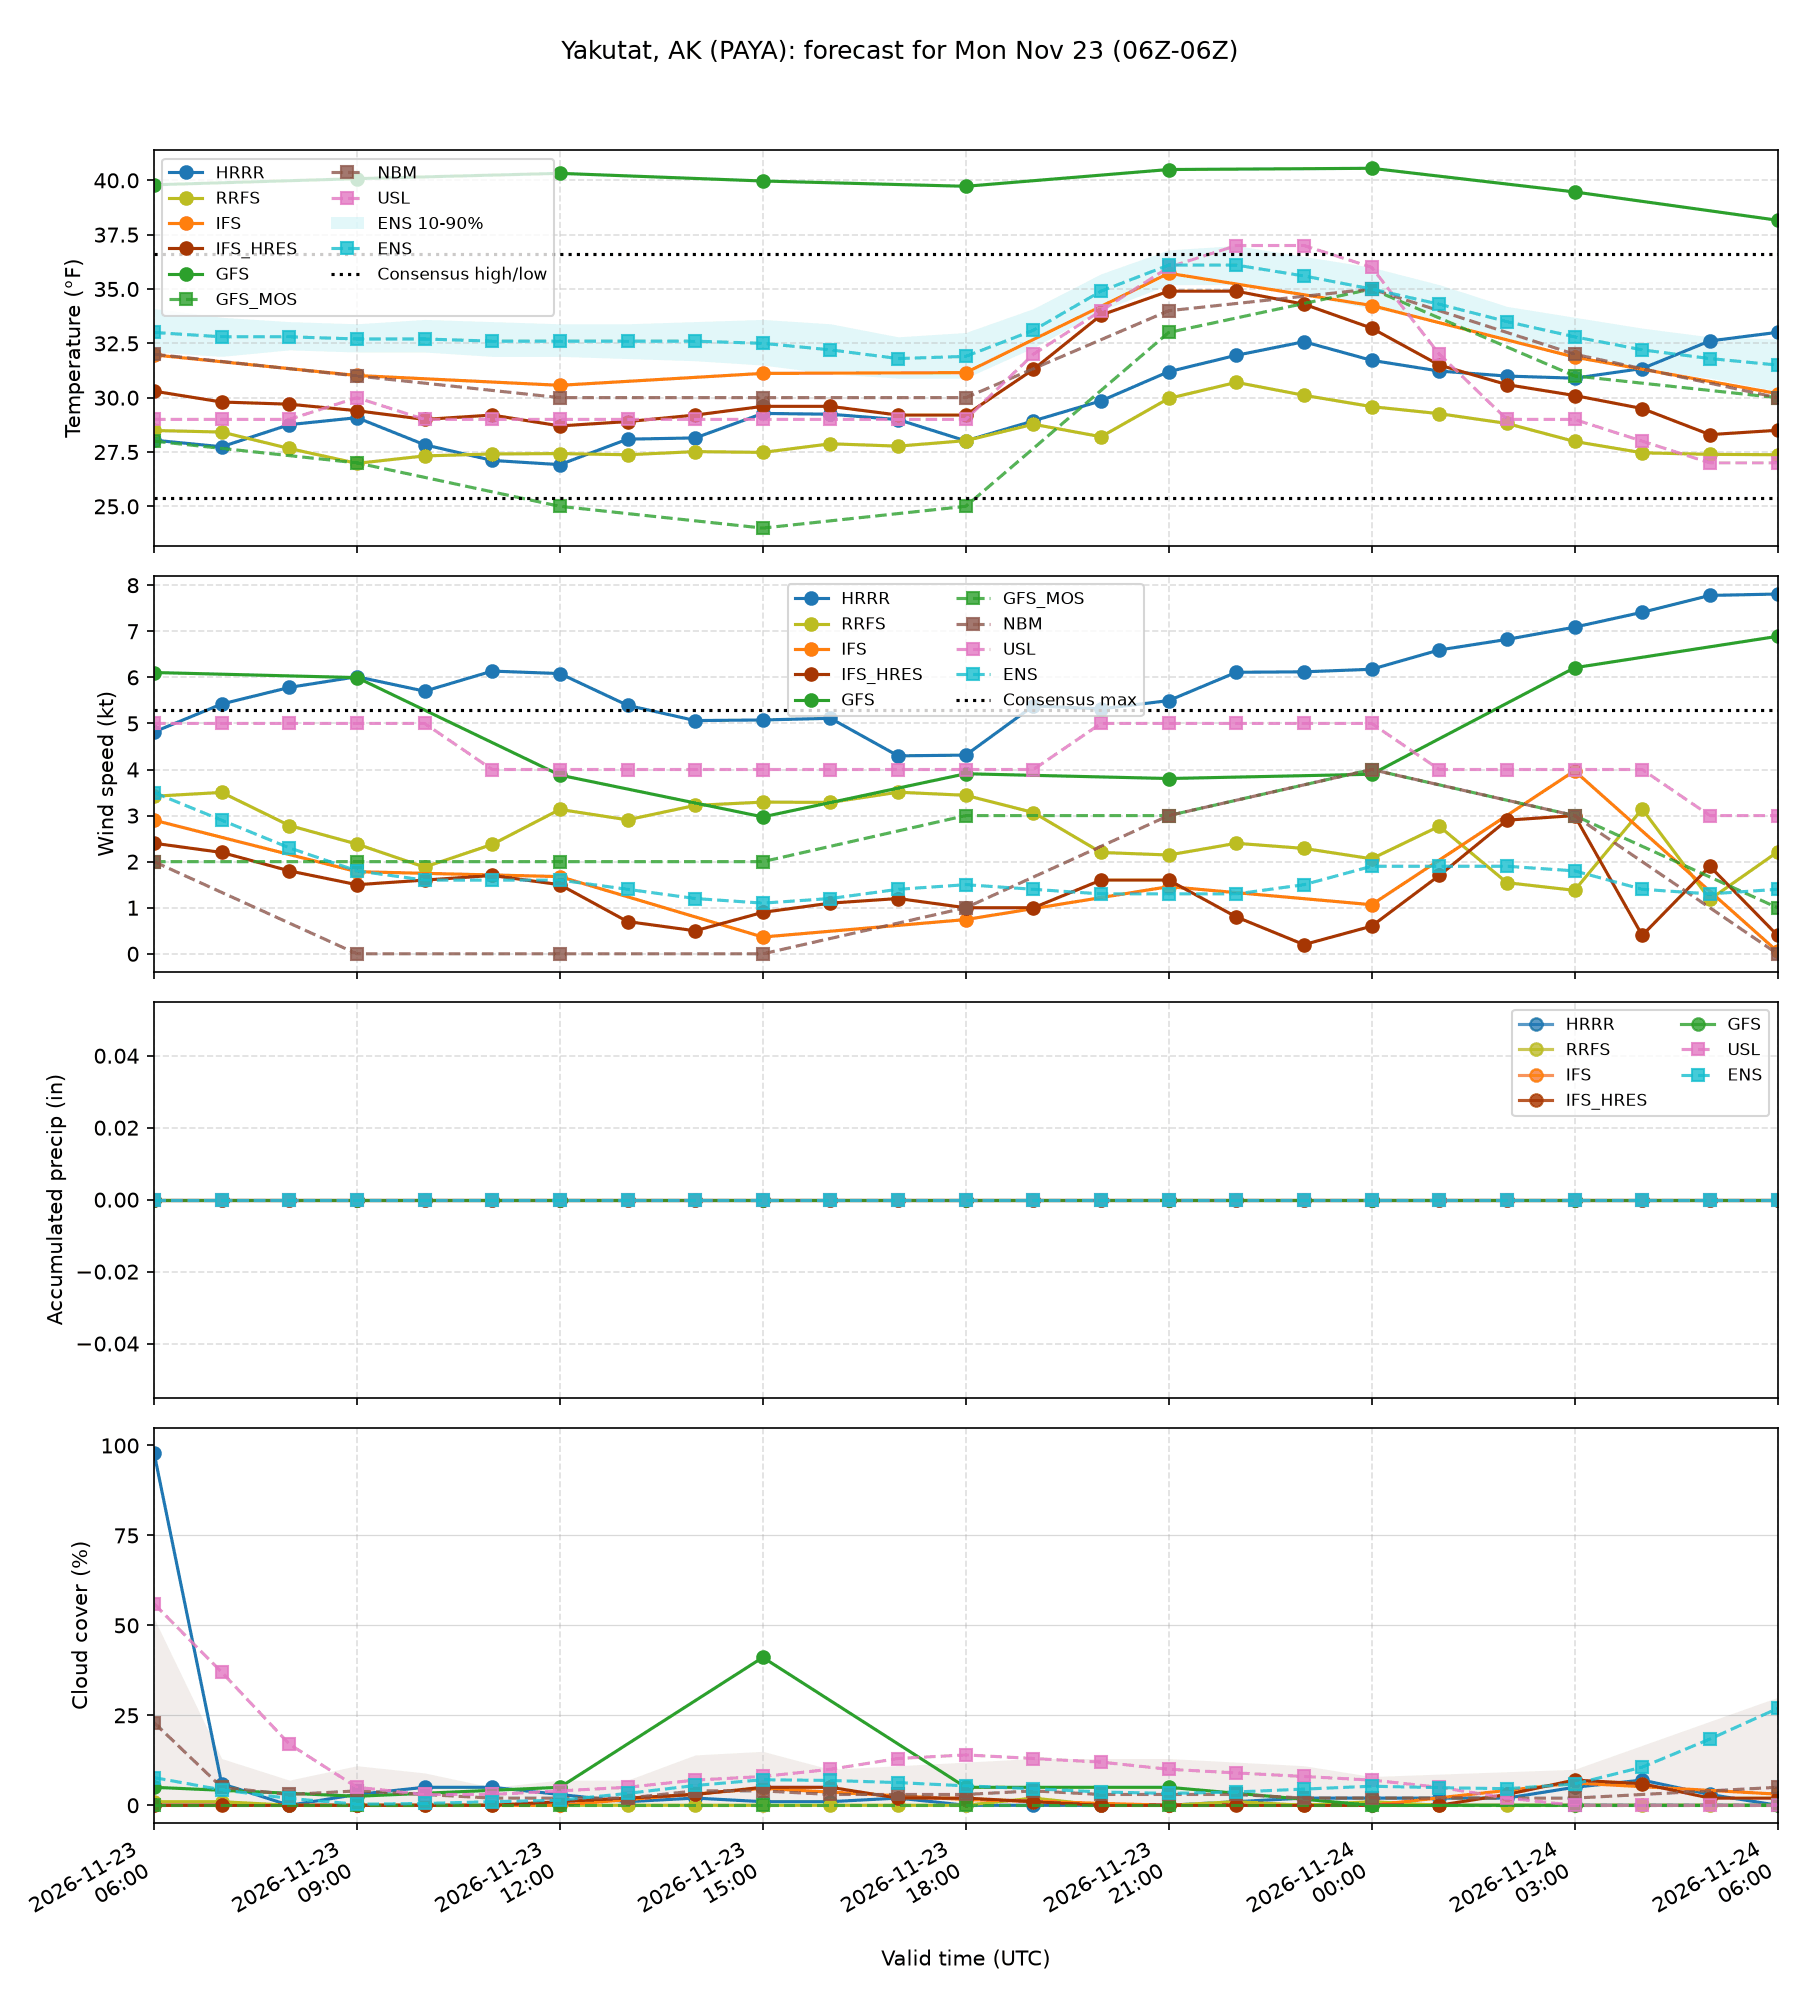 Yakutat, AK (PAYA): forecast for Mon Nov 23 (06Z-06Z)
Temperature (°F)
40.0
37.5
35.0
32.5
30.0
27.5
25.0
HRRR
RRFS
IFS
IFS_HRES
GFS
GFS_MOS
NBM
USL
ENS 10-90%
ENS
Consensus high/low
Wind speed (kt)
8
7
6
5
4
3
2
1
0
HRRR
RRFS
IFS
IFS_HRES
GFS
GFS_MOS
NBM
USL
ENS
Consensus max
Accumulated precip (in)
0.04
0.02
0.00
−0.02
−0.04
HRRR
RRFS
IFS
IFS_HRES
GFS
USL
ENS
Cloud cover (%)
100
75
50
25
0
2026-11-23
06:00
2026-11-23
09:00
2026-11-23
12:00
2026-11-23
15:00
2026-11-23
18:00
2026-11-23
21:00
2026-11-24
00:00
2026-11-24
03:00
2026-11-24
06:00
Valid time (UTC)